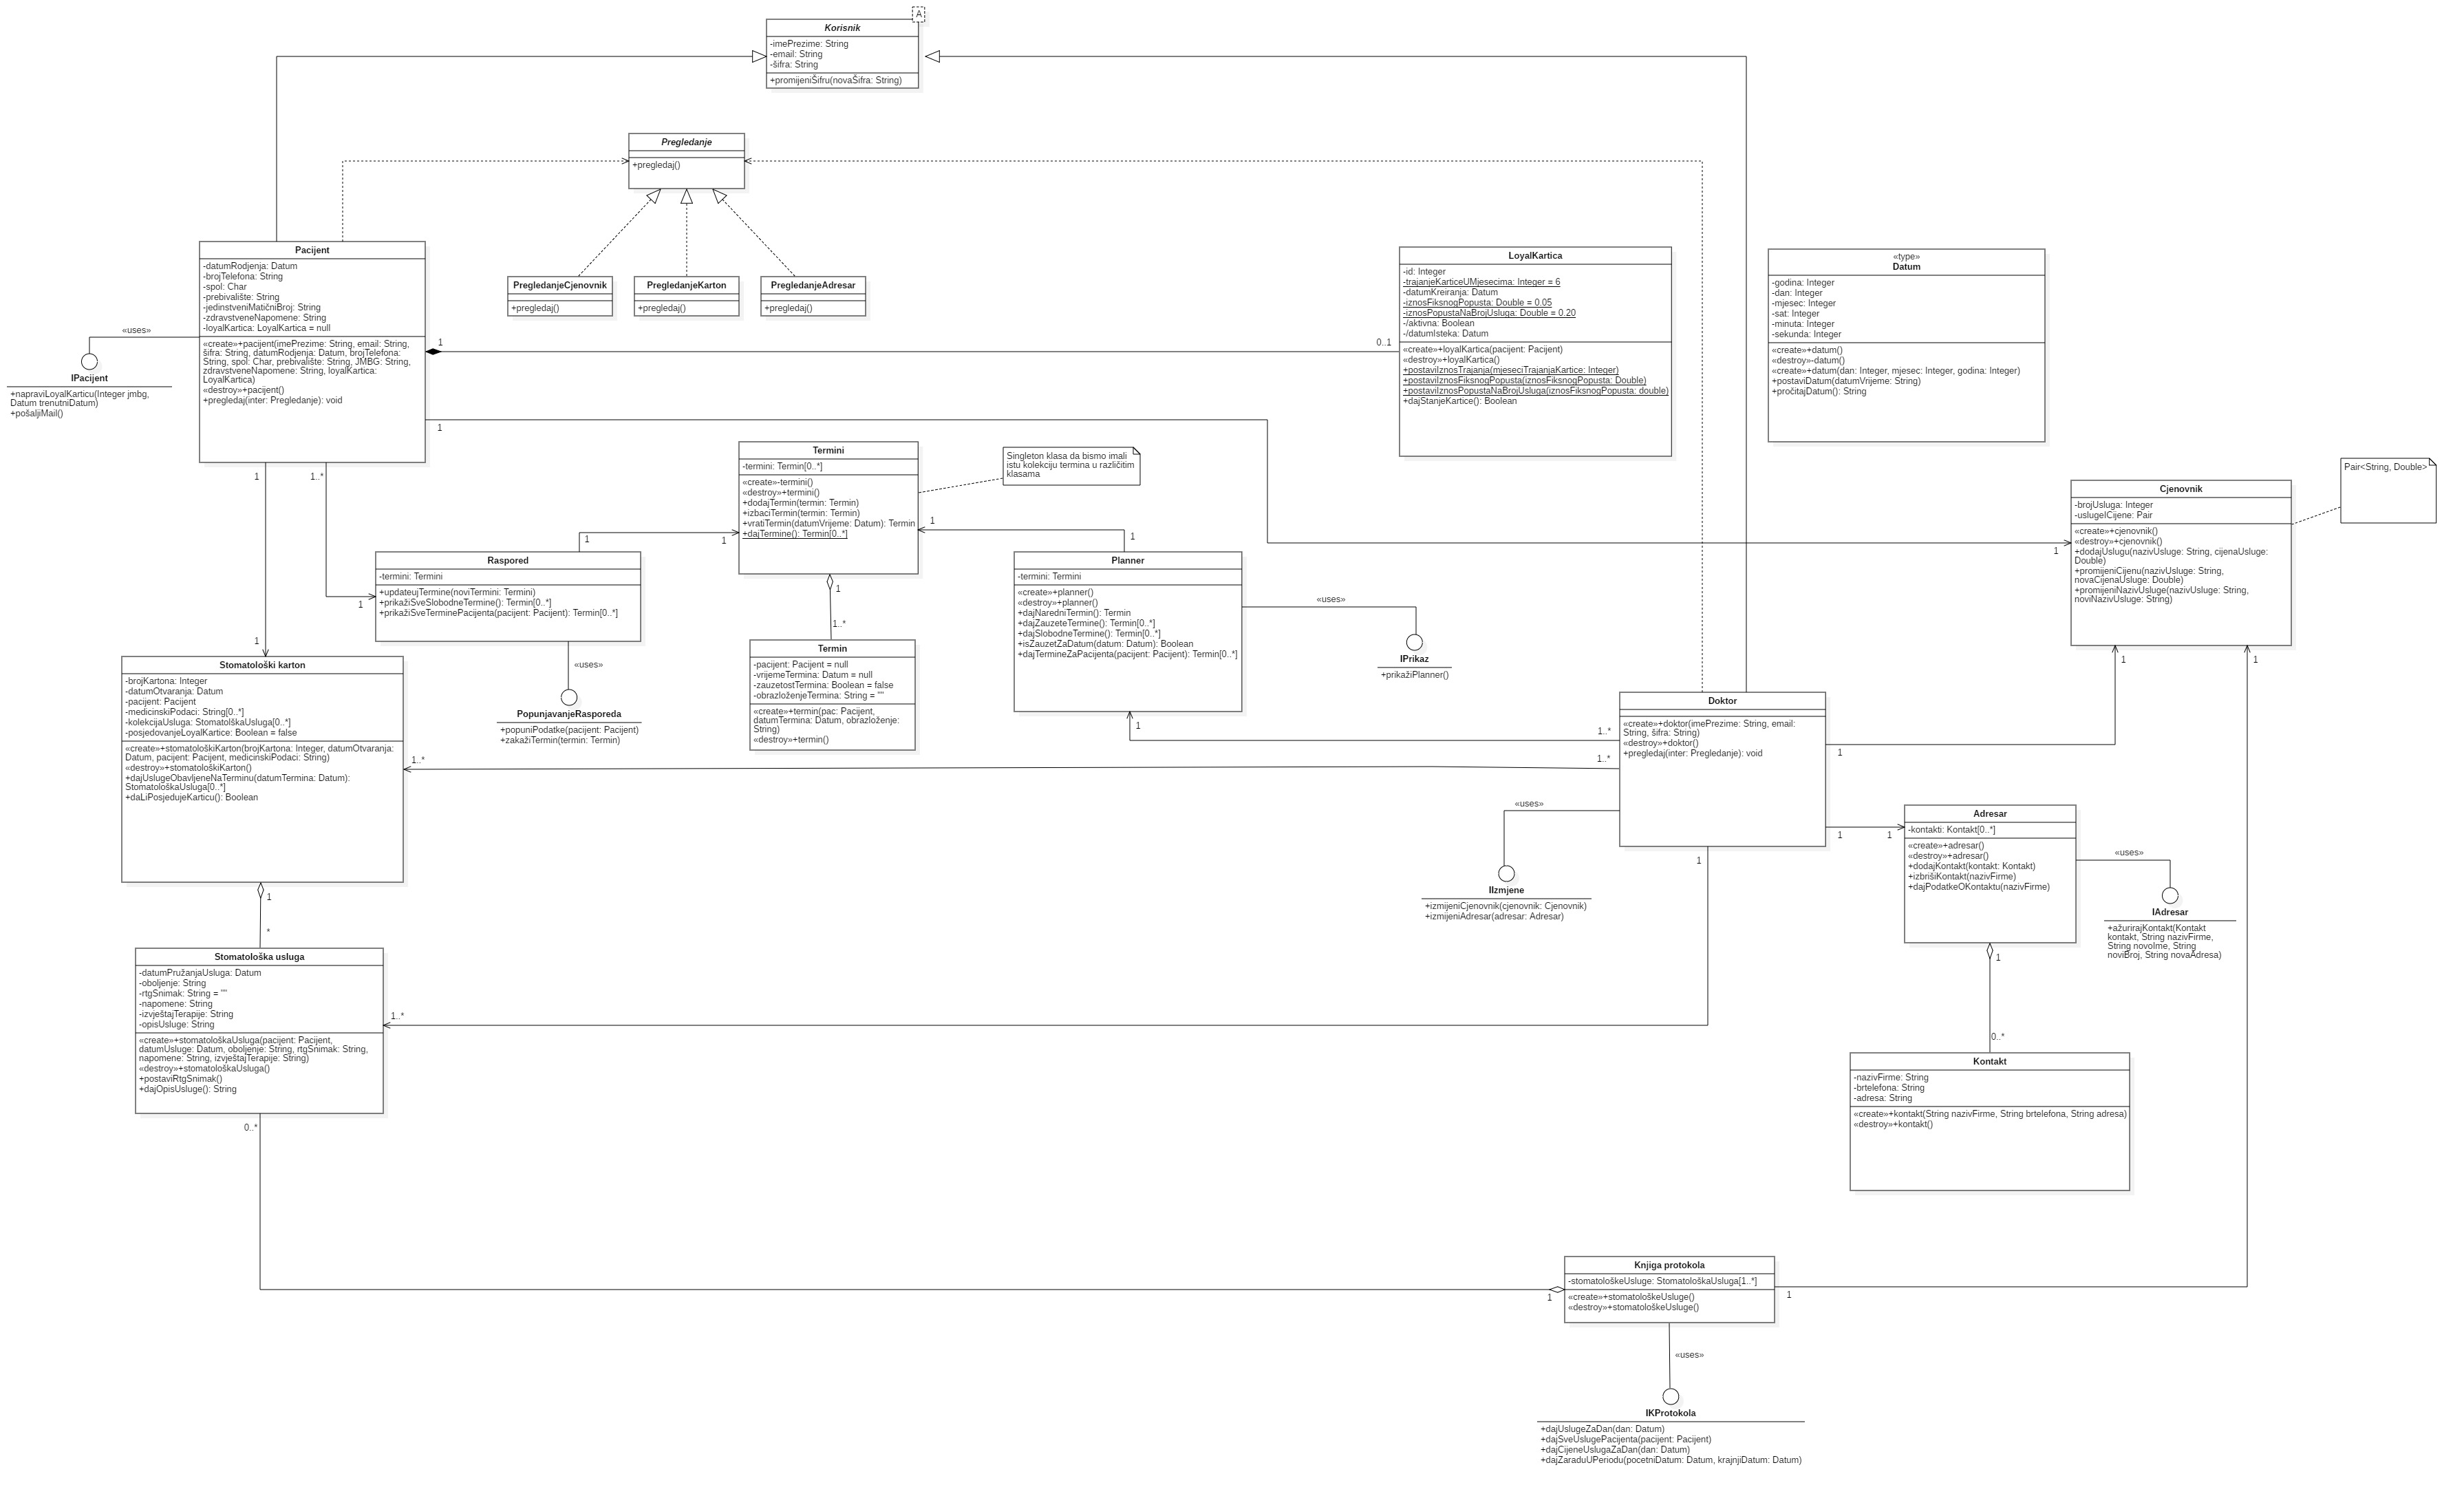 A
Korisnik
-imePrezime: String
-email: String
-šifra: String
+promijeniŠifru(novaŠifra: String)
Pregledanje
+pregledaj()
PregledanjeCjenovnik
+pregledaj()
PregledanjeKarton
+pregledaj()
PregledanjeAdresar
+pregledaj()
Pacijent
-datumRodjenja: Datum
-brojTelefona: String
-spol: Char
-prebivalište: String
-jedinstveniMatičniBroj: String
-zdravstveneNapomene: String
-loyalKartica: LoyalKartica = null
«create»+pacijent(imePrezime: String, email: String,
šifra: String, datumRodjenja: Datum, brojTelefona:
String, spol: Char, prebivalište: String, JMBG: String,
zdravstveneNapomene: String, loyalKartica:
LoyalKartica)
«destroy»+pacijent()
+pregledaj(inter: Pregledanje): void
«uses»
IPacijent
+napraviLoyalKarticu(Integer jmbg,
Datum trenutniDatum)
+pošaljiMail()
1
0..1
LoyalKartica
-id: Integer
-trajanjeKarticeUMjesecima: Integer = 6
-datumKreiranja: Datum
-iznosFiksnogPopusta: Double = 0.05
-iznosPopustaNaBrojUsluga: Double = 0.20
-/aktivna: Boolean
-/datumIsteka: Datum
«create»+loyalKartica(pacijent: Pacijent)
«destroy»+loyalKartica()
+postaviIznosTrajanja(mjeseciTrajanjaKartice: Integer)
+postaviIznosFiksnogPopusta(iznosFiksnogPopusta: Double)
+postaviIznosPopustaNaBrojUsluga(iznosFiksnogPopusta: double)
+dajStanjeKartice(): Boolean
«type»
Datum
-godina: Integer
-dan: Integer
-mjesec: Integer
-sat: Integer
-minuta: Integer
-sekunda: Integer
«create»+datum()
«destroy»-datum()
«create»+datum(dan: Integer, mjesec: Integer, godina: Integer)
+postaviDatum(datumVrijeme: String)
+pročitajDatum(): String
1
1
1..*
1
1
Termini
-termini: Termin[0..*]
«create»-termini()
«destroy»+termini()
+dodajTermin(termin: Termin)
+izbaciTermin(termin: Termin)
+vratiTermin(datumVrijeme: Datum): Termin
+dajTermine(): Termin[0..*]
Singleton klasa da bismo imali
istu kolekciju termina u različitim
klasama
Pair<String, Double>
Cjenovnik
-brojUsluga: Integer
-uslugeICijene: Pair
«create»+cjenovnik()
«destroy»+cjenovnik()
+dodajUslugu(nazivUsluge: String, cijenaUsluge:
Double)
+promijeniCijenu(nazivUsluge: String,
novaCijenaUsluge: Double)
+promijeniNazivUsluge(nazivUsluge: String,
noviNazivUsluge: String)
1
1
1
1
1
Raspored
-termini: Termini
+updateujTermine(noviTermini: Termini)
+prikažiSveSlobodneTermine(): Termin[0..*]
+prikažiSveTerminePacijenta(pacijent: Pacijent): Termin[0..*]
«uses»
PopunjavanjeRasporeda
+popuniPodatke(pacijent: Pacijent)
+zakažiTermin(termin: Termin)
1
1..*
Termin
-pacijent: Pacijent = null
-vrijemeTermina: Datum = null
-zauzetostTermina: Boolean = false
-obrazloženjeTermina: String = ""
«create»+termin(pac: Pacijent,
datumTermina: Datum, obrazloženje:
String)
«destroy»+termin()
Planner
-termini: Termini
«create»+planner()
«destroy»+planner()
+dajNaredniTermin(): Termin
+dajZauzeteTermine(): Termin[0..*]
+dajSlobodneTermine(): Termin[0..*]
+isZauzetZaDatum(datum: Datum): Boolean
+dajTermineZaPacijenta(pacijent: Pacijent): Termin[0..*]
«uses»
IPrikaz
+prikažiPlanner()
1
1..*
1..*
1..*
Stomatološki karton
-brojKartona: Integer
-datumOtvaranja: Datum
-pacijent: Pacijent
-medicinskiPodaci: String[0..*]
-kolekcijaUsluga: StomatolškaUsluga[0..*]
-posjedovanjeLoyalKartice: Boolean = false
«create»+stomatološkiKarton(brojKartona: Integer, datumOtvaranja:
Datum, pacijent: Pacijent, medicinskiPodaci: String)
«destroy»+stomatološkiKarton()
+dajUslugeObavljeneNaTerminu(datumTermina: Datum):
StomatološkaUsluga[0..*]
+daLiPosjedujeKarticu(): Boolean
Doktor
«create»+doktor(imePrezime: String, email:
String, šifra: String)
«destroy»+doktor()
+pregledaj(inter: Pregledanje): void
1
1
1
«uses»
IIzmjene
+izmijeniCjenovnik(cjenovnik: Cjenovnik)
+izmijeniAdresar(adresar: Adresar)
1
1
Adresar
-kontakti: Kontakt[0..*]
«create»+adresar()
«destroy»+adresar()
+dodajKontakt(kontakt: Kontakt)
+izbrišiKontakt(nazivFirme)
+dajPodatkeOKontaktu(nazivFirme)
«uses»
IAdresar
+ažurirajKontakt(Kontakt
kontakt, String nazivFirme,
String novoIme, String
noviBroj, String novaAdresa)
1
0..*
Kontakt
-nazivFirme: String
-brtelefona: String
-adresa: String
«create»+kontakt(String nazivFirme, String brtelefona, String adresa)
«destroy»+kontakt()
1
*
1
1..*
Stomatološka usluga
-datumPružanjaUsluga: Datum
-oboljenje: String
-rtgSnimak: String = ""
-napomene: String
-izvještajTerapije: String
-opisUsluge: String
«create»+stomatološkaUsluga(pacijent: Pacijent,
datumUsluge: Datum, oboljenje: String, rtgSnimak: String,
napomene: String, izvještajTerapije: String)
«destroy»+stomatološkaUsluga()
+postaviRtgSnimak()
+dajOpisUsluge(): String
0..*
1
Knjiga protokola
-stomatološkeUsluge: StomatološkaUsluga[1..*]
«create»+stomatološkeUsluge()
«destroy»+stomatološkeUsluge()
1
«uses»
IKProtokola
+dajUslugeZaDan(dan: Datum)
+dajSveUslugePacijenta(pacijent: Pacijent)
+dajCijeneUslugaZaDan(dan: Datum)
+dajZaraduUPeriodu(pocetniDatum: Datum, krajnjiDatum: Datum)